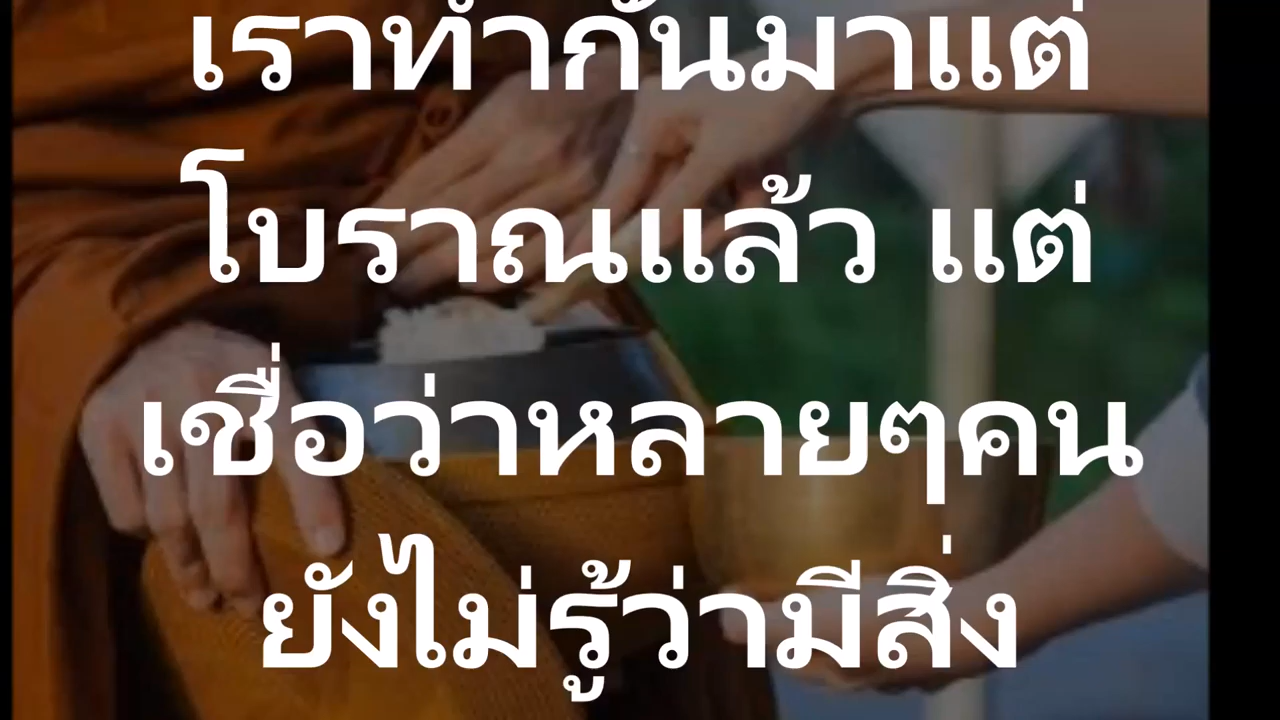 เราทำกันมาแต่
โบราณแล้ว แต่
เชื่อว่าหลายๆคน
ยังไม่รู้ว่ามีสิ่ง